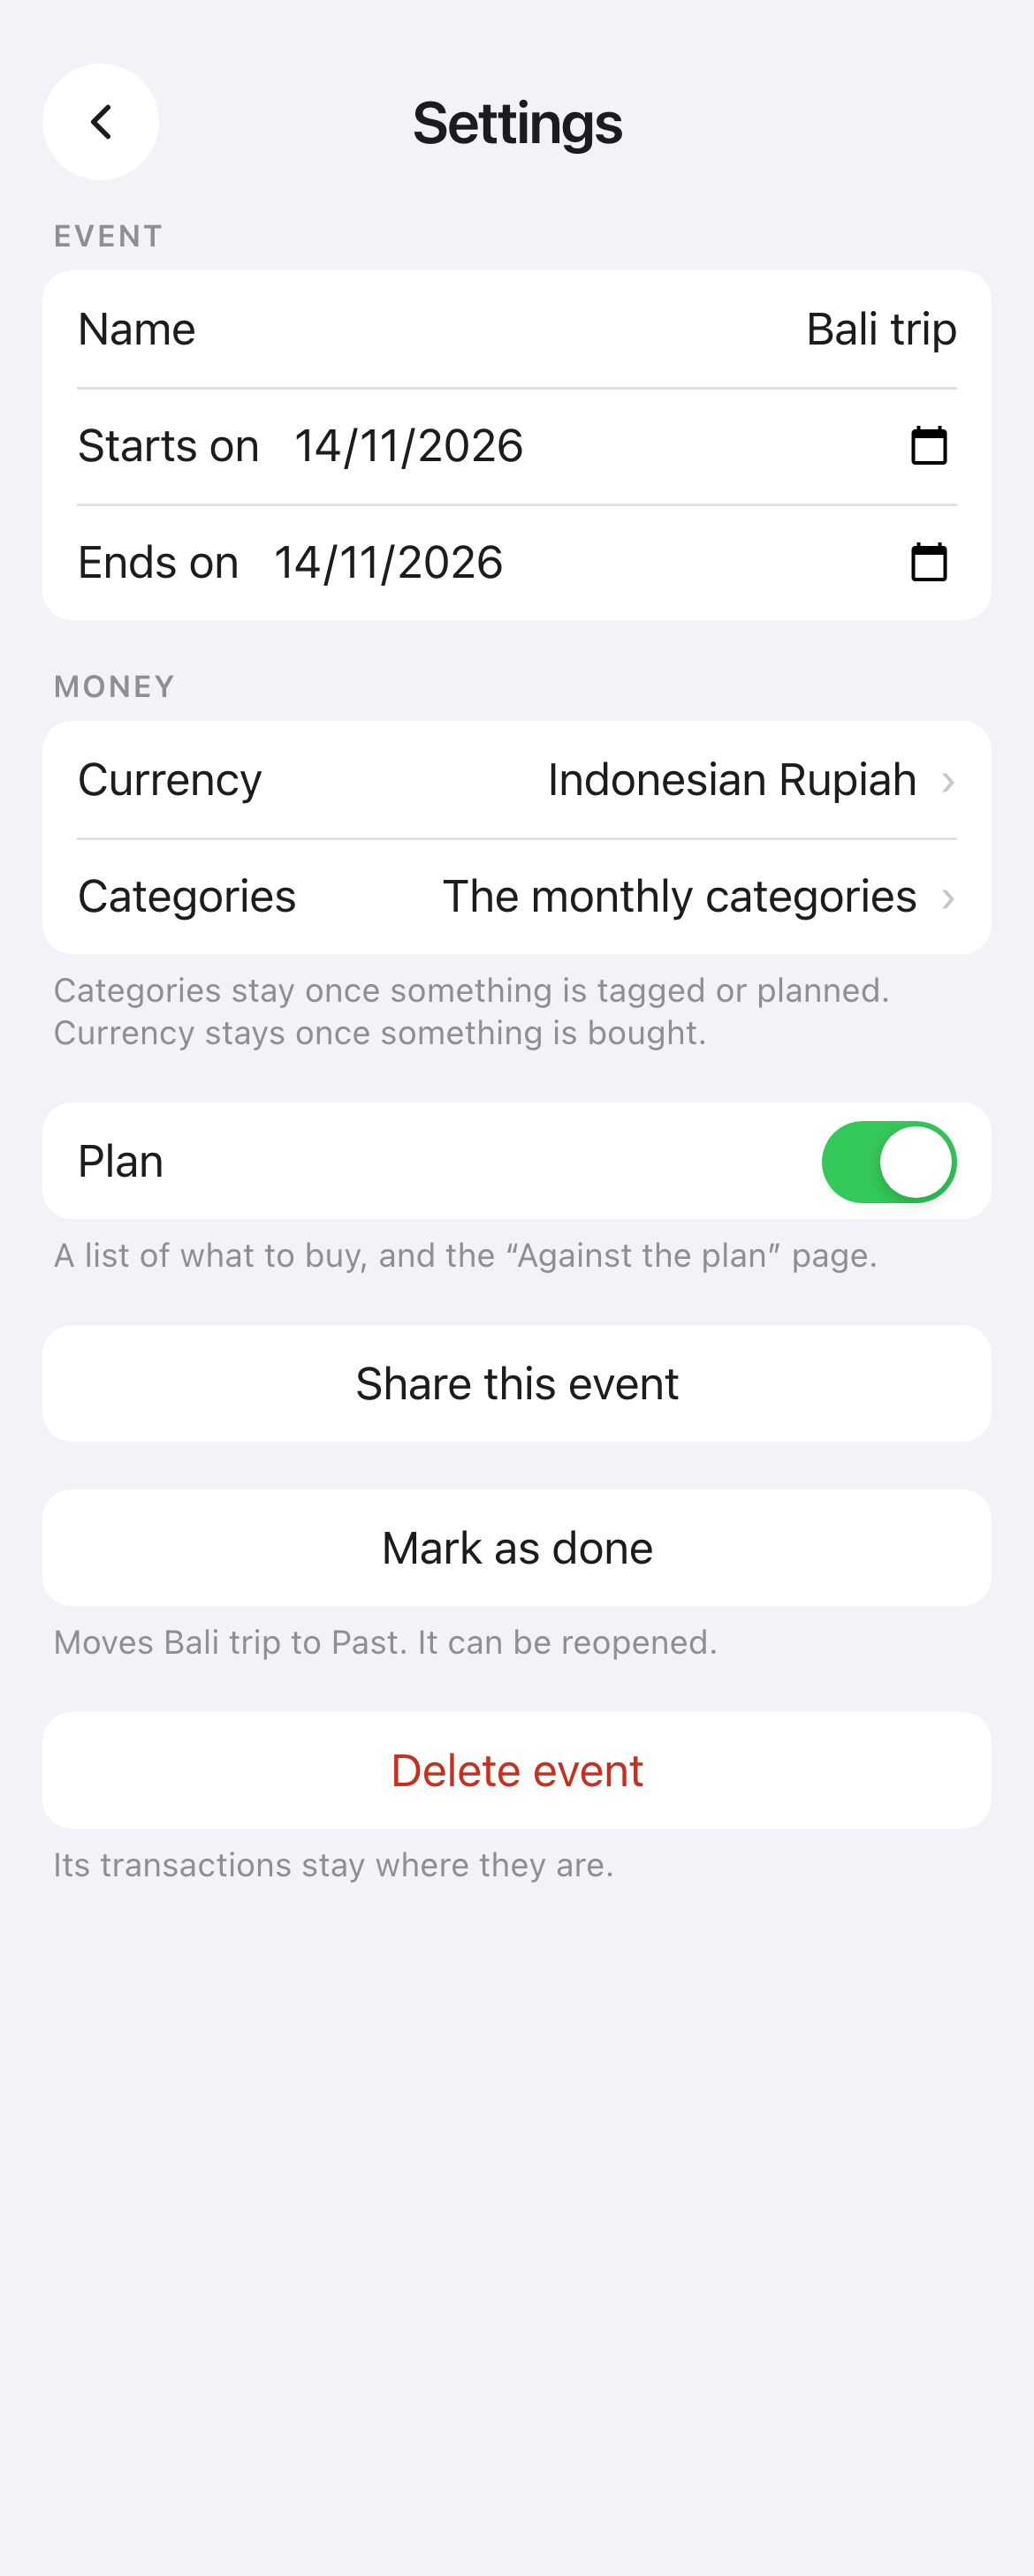 Settings
EVENT
Name Bali trip
Starts on 14/11/2026
Ends on 14/11/2026
MONEY
Currency Indonesian Rupiah
Categories The monthly categories
Categories stay once something is tagged or planned.
Currency stays once something is bought.
Plan
A list of what to buy, and the “Against the plan” page.
Share this event
Mark as done
Moves Bali trip to Past. It can be reopened.
Delete event
Its transactions stay where they are.